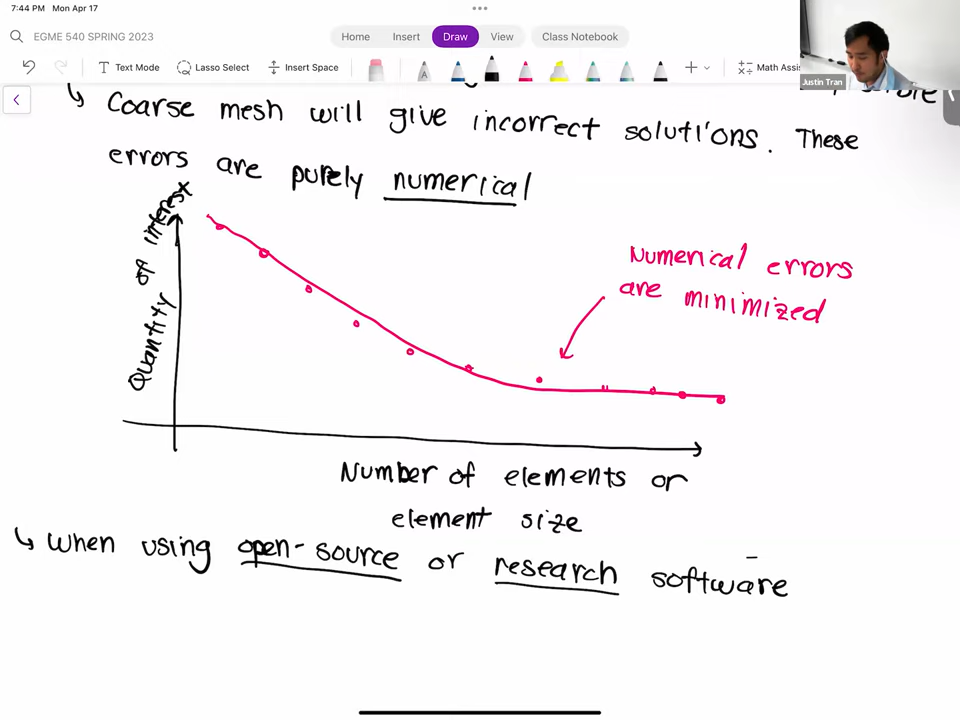 7:44 PM Mon Apr 17
EGME 540 SPRING 2023
Home Insert Draw View Class Notebook
Text Mode Lasso Select Insert Space Math Assis
Justin Tran
↳ Coarse mesh will give incorrect solutions. These
errors are purely numerical
Quantity of interest
Numerical errors
are minimized
Number of elements or
element size
↳ When using open-source or research software